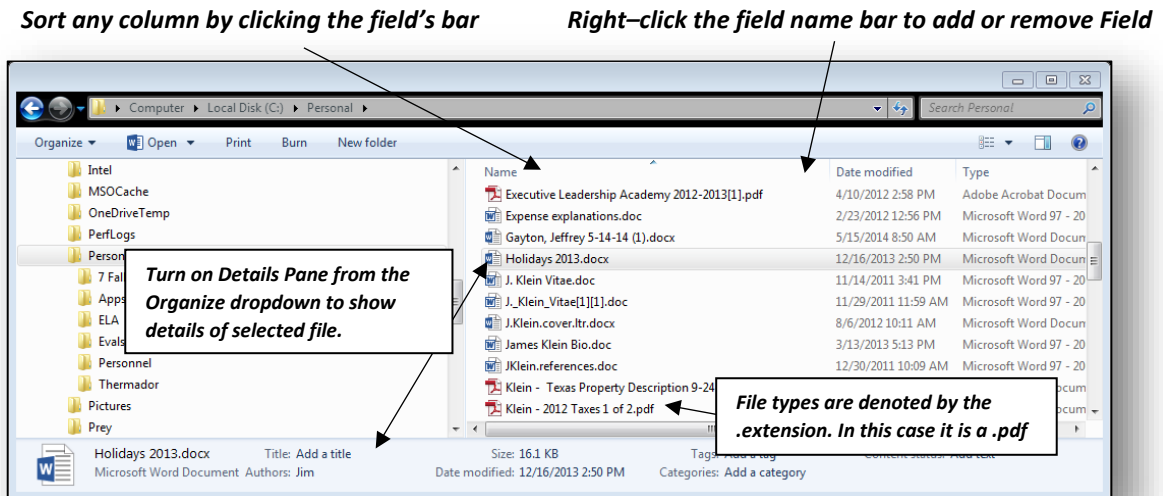 Sort any column by clicking the field's bar
Right–click the field name bar to add or remove Field
Computer Local Disk (C:) Personal
Search Personal
Organize Open Print Burn New folder
Intel
MSOCache
OneDriveTemp
PerfLogs
Person
7 Fal
Apps
ELA
Evals
Personnel
Thermador
Pictures
Prey
Turn on Details Pane from the
Organize dropdown to show
details of selected file.
Name Date modified Type
Executive Leadership Academy 2012-2013[1].pdf 4/10/2012 2:58 PM Adobe Acrobat Docum
Expense explanations.doc 2/23/2012 12:56 PM Microsoft Word 97 - 20
Gayton, Jeffrey 5-14-14 (1).docx 5/15/2014 8:50 AM Microsoft Word Docum
Holidays 2013.docx 12/16/2013 2:50 PM Microsoft Word Docum
J. Klein Vitae.doc 11/14/2011 3:41 PM Microsoft Word 97 - 20
J._Klein_Vitae[1][1].doc 11/29/2011 11:59 AM Microsoft Word 97 - 20
J.Klein.cover.ltr.docx 8/6/2012 10:11 AM Microsoft Word Docum
James Klein Bio.doc 3/13/2013 5:13 PM Microsoft Word 97 - 20
JKlein.references.doc 12/30/2011 10:09 AM Microsoft Word 97 - 20
Klein - Texas Property Description 9-24 ocum
Klein - 2012 Taxes 1 of 2.pdf ocum
File types are denoted by the
.extension. In this case it is a .pdf
Holidays 2013.docx Title: Add a title Size: 16.1 KB Tags: Add a tag Content status: Add text
Microsoft Word Document Authors: Jim Date modified: 12/16/2013 2:50 PM Categories: Add a category